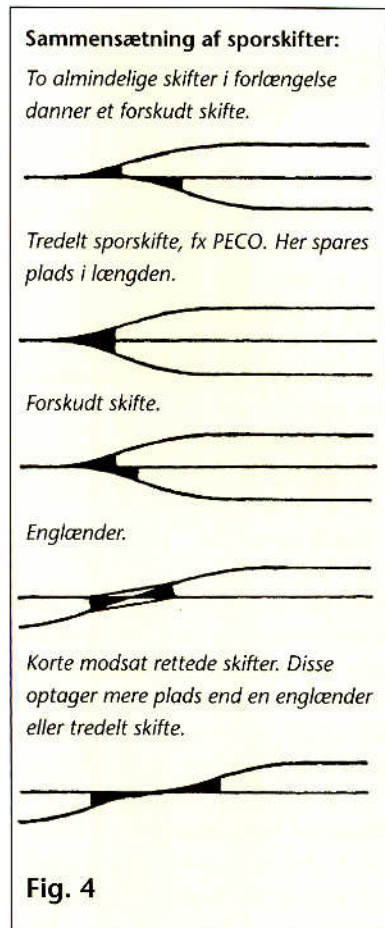 Sammensætning af sporskifter:
To almindelige skifter i forlængelse
danner et forskudt skifte.
Tredelt sporskifte, fx PECO. Her spares
plads i længden.
Forskudt skifte.
Englænder.
Korte modsat rettede skifter. Disse
optager mere plads end en englænder
eller tredelt skifte.
Fig. 4